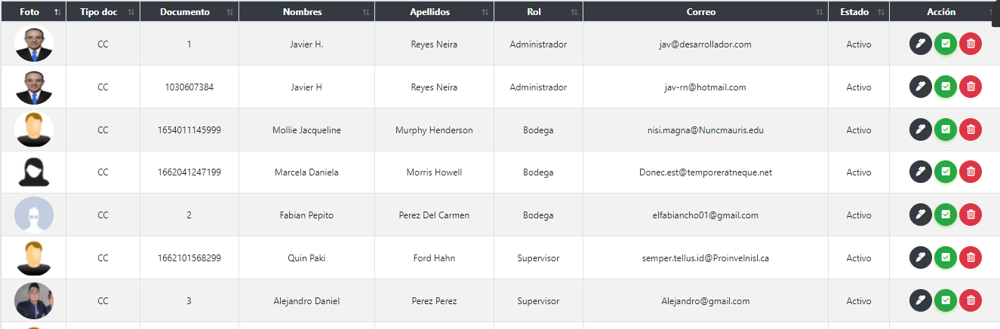 Foto Tipo doc Documento Nombres Apellidos Rol Correo Estado Acción
CC 1 Javier H. Reyes Neira Administrador jav@desarrollador.com Activo
CC 1030607384 Javier H Reyes Neira Administrador jav-rn@hotmail.com Activo
CC 1654011145999 Mollie Jacqueline Murphy Henderson Bodega nisi.magna@Nuncmauris.edu Activo
CC 1662041247199 Marcela Daniela Morris Howell Bodega Donec.est@temporeratneque.net Activo
CC 2 Fabian Pepito Perez Del Carmen Bodega elfabiancho01@gmail.com Activo
CC 1662101568299 Quin Paki Ford Hahn Supervisor semper.tellus.id@Proinvelnisl.ca Activo
CC 3 Alejandro Daniel Perez Perez Supervisor Alejandro@gmail.com Activo